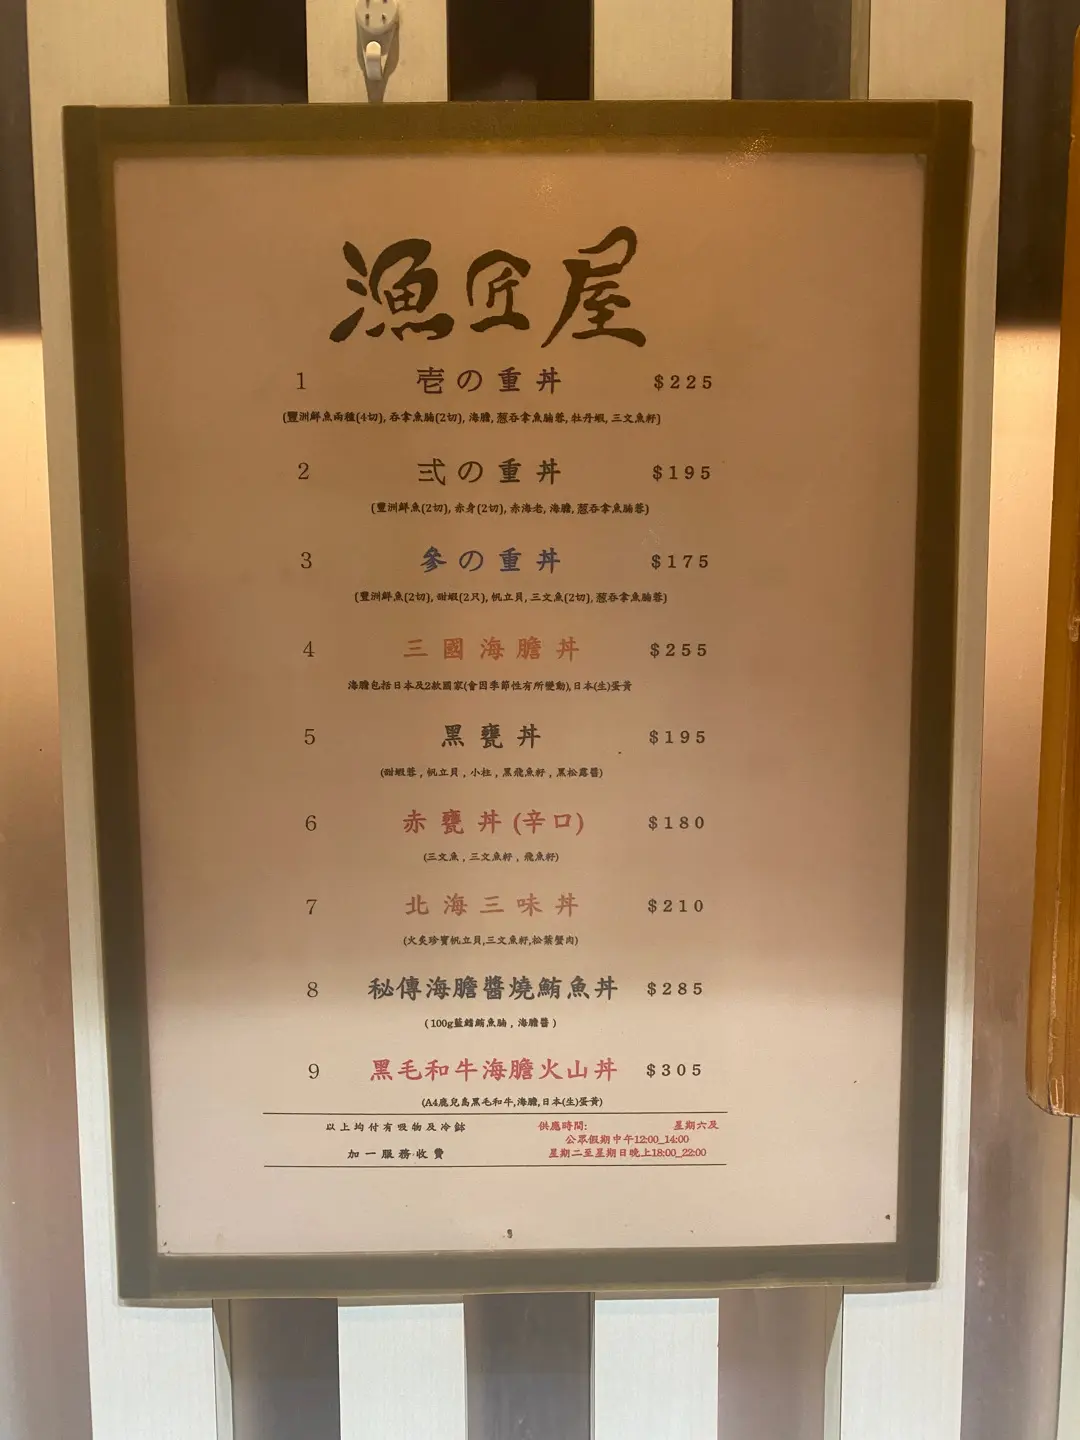 漁匠屋
1 壱の重丼 $225
(豐洲鮮魚兩種(4切), 吞拿魚腩(2切), 海膽, 葱吞拿魚腩蓉, 牡丹蝦, 三文魚籽)
2 弍の重丼 $195
(豐洲鮮魚(2切), 赤身(2切), 赤海老, 海膽, 葱吞拿魚腩蓉)
3 參の重丼 $175
(豐洲鮮魚(2切), 甜蝦(2只), 帆立貝, 三文魚(2切), 葱吞拿魚腩蓉)
4 三國海膽丼 $255
海膽包括日本及2款國家(會因季節性有所變動), 日本(生)蛋黃
5 黑甕丼 $195
(甜蝦蓉, 帆立貝, 小柱, 黑飛魚籽, 黑松露醬)
6 赤甕丼 (辛口) $180
(三文魚, 三文魚籽, 飛魚籽)
7 北海三味丼 $210
(火炙珍寶帆立貝,三文魚籽,松葉蟹肉)
8 秘傳海膽醬燒鮪魚丼 $285
(100g藍鰭鮪魚腩, 海膽醬)
9 黑毛和牛海膽火山丼 $305
(A4鹿兒島黑毛和牛,海膽,日本(生)蛋黃)
以上均付有吸物及冷缽
加一服務收費
供應時間: 星期六及
公眾假期中午12:00_14:00
星期二至星期日晚上18:00_22:00